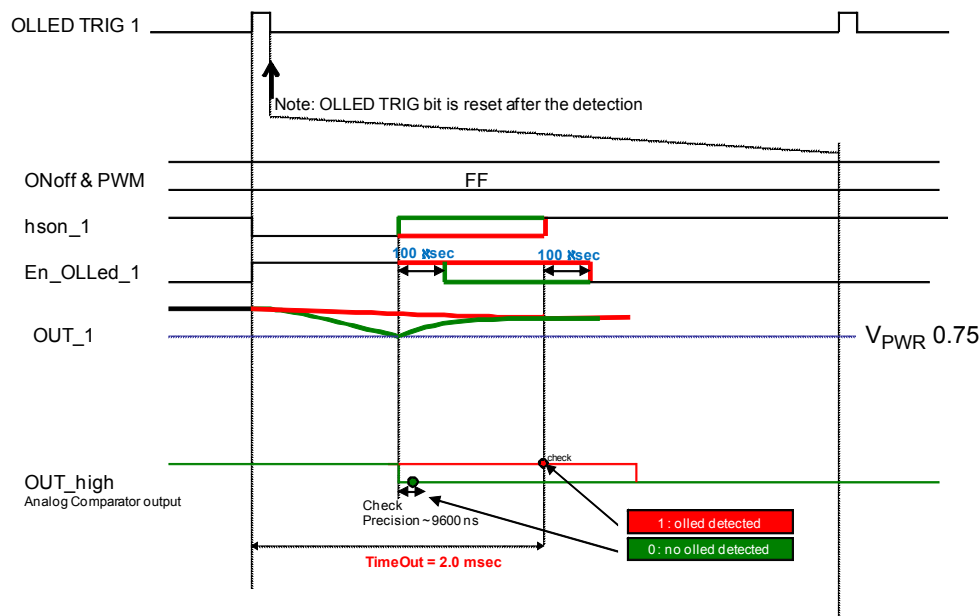 OLLED TRIG 1
Note: OLLED TRIG bit is reset after the detection
ONoff & PWM
FF
hson_1
100 sec
100 sec
En_OLLed_1
OUT_1
VPWR 0.75
check
OUT_high
Analog Comparator output
Check
Precision ~9600 ns
1 : olled detected
0 : no olled detected
TimeOut = 2.0 msec